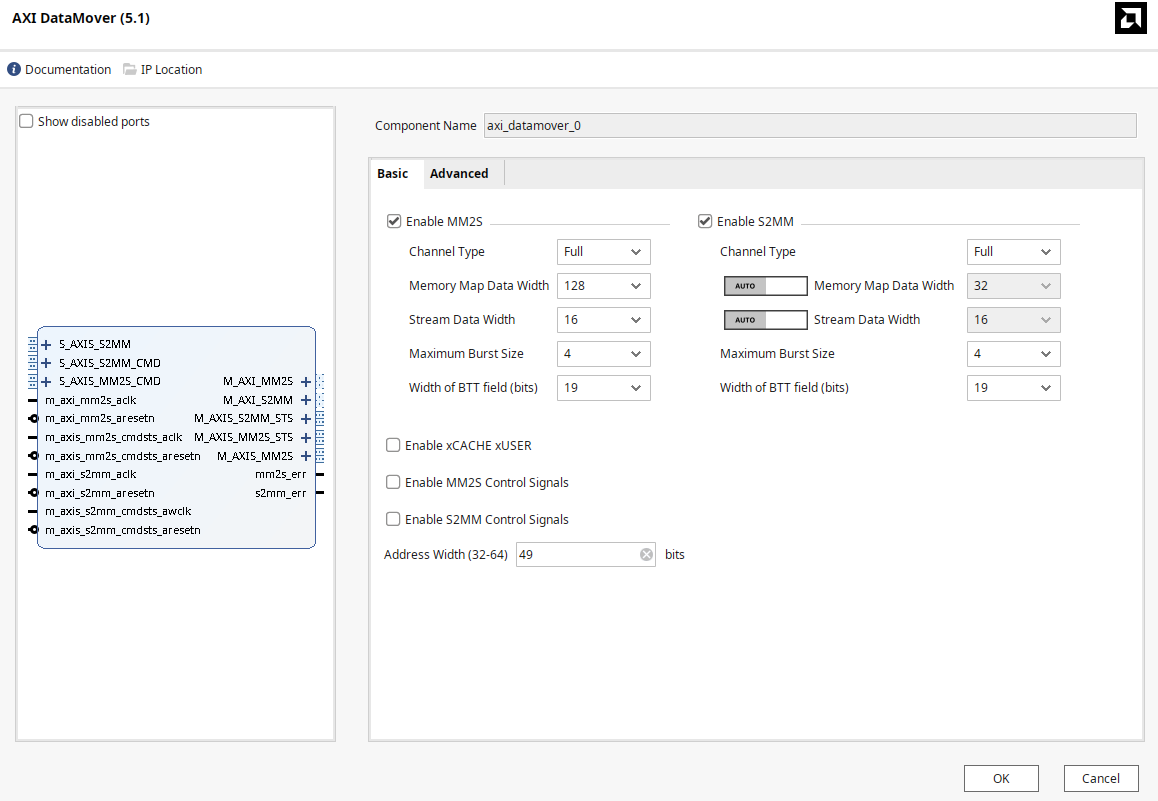 AXI DataMover (5.1)
Documentation IP Location
Show disabled ports
S_AXIS_S2MM
S_AXIS_S2MM_CMD
S_AXIS_MM2S_CMD M_AXI_MM2S
m_axi_mm2s_aclk M_AXI_S2MM
m_axi_mm2s_aresetn M_AXIS_S2MM_STS
m_axis_mm2s_cmdsts_aclk M_AXIS_MM2S_STS
m_axis_mm2s_cmdsts_aresetn M_AXIS_MM2S
m_axi_s2mm_aclk mm2s_err
m_axi_s2mm_aresetn s2mm_err
m_axis_s2mm_cmdsts_awclk
m_axis_s2mm_cmdsts_aresetn
Component Name axi_datamover_0
Basic Advanced
Enable MM2S Enable S2MM
Channel Type Full Channel Type Full
Memory Map Data Width 128 AUTO Memory Map Data Width 32
Stream Data Width 16 AUTO Stream Data Width 16
Maximum Burst Size 4 Maximum Burst Size 4
Width of BTT field (bits) 19 Width of BTT field (bits) 19
Enable xCACHE xUSER
Enable MM2S Control Signals
Enable S2MM Control Signals
Address Width (32-64) 49 bits
OK Cancel